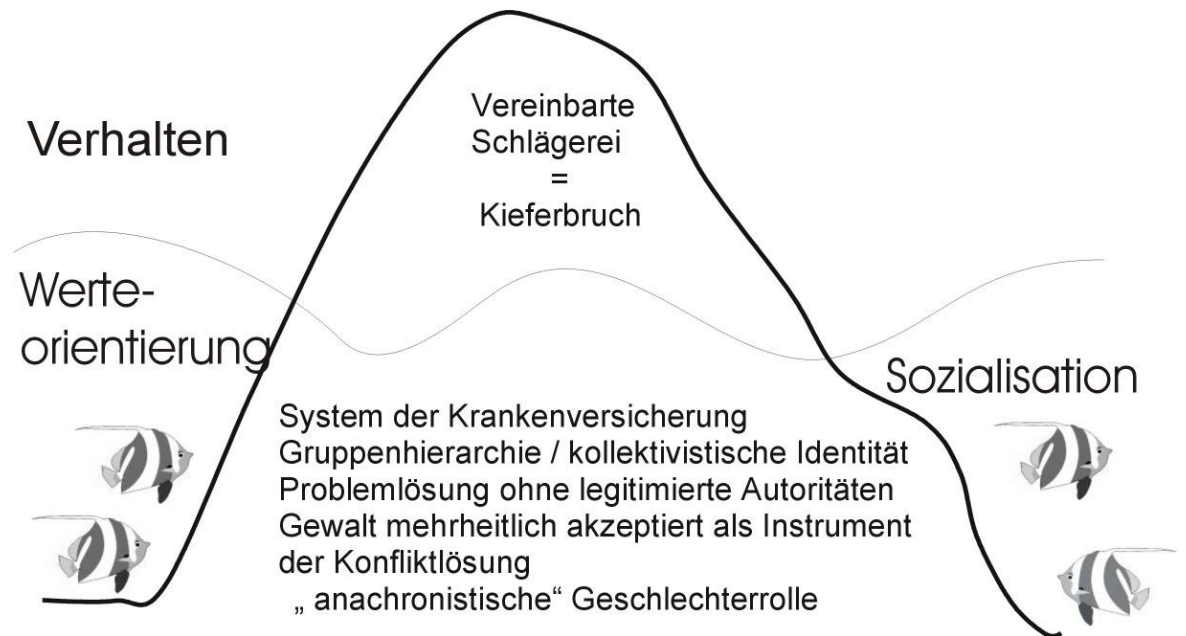 Verhalten
Vereinbarte
Schlägerei
=
Kieferbruch
Werte-
orientierung
Sozialisation
System der Krankenversicherung
Gruppenhierarchie / kollektivistische Identität
Problemlösung ohne legitimierte Autoritäten
Gewalt mehrheitlich akzeptiert als Instrument
der Konfliktlösung
„ anachronistische“ Geschlechterrolle